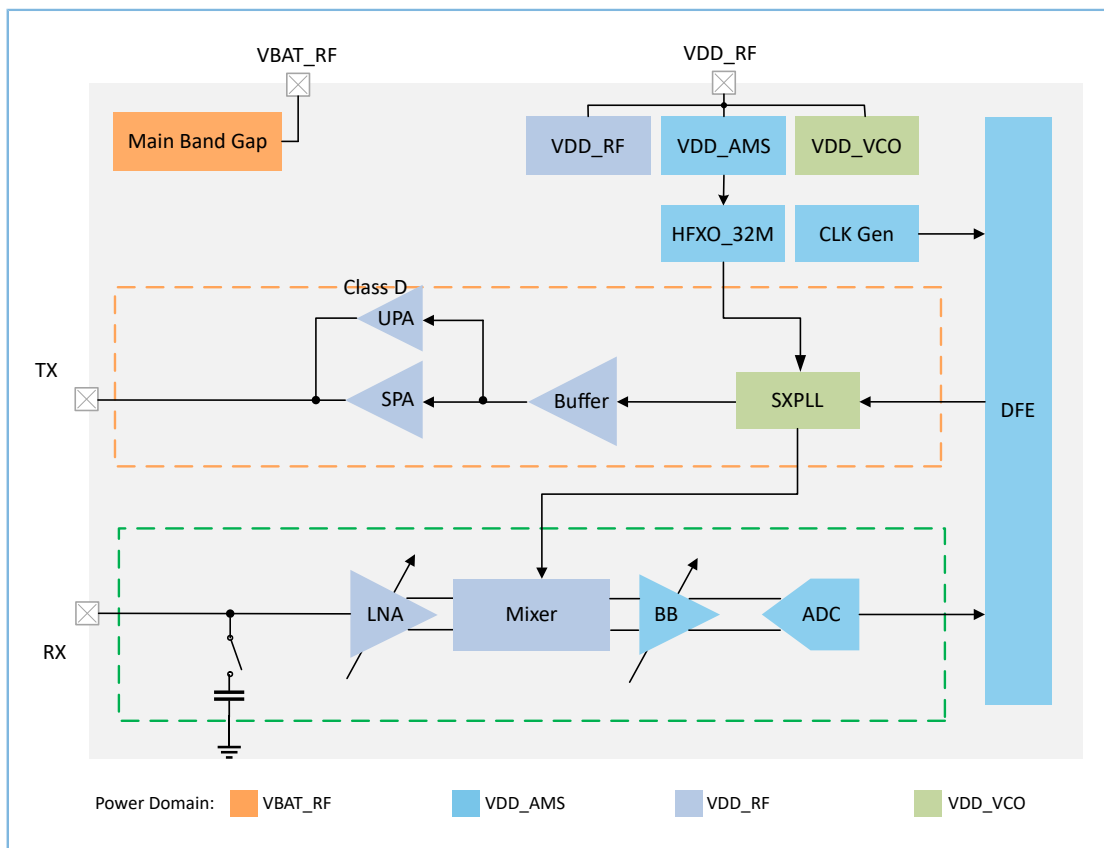 VBAT_RF
VDD_RF
Main Band Gap
VDD_RF
VDD_AMS
VDD_VCO
HFXO_32M
CLK Gen
Class D
UPA
TX
SPA
Buffer
SXPLL
DFE
LNA
Mixer
BB
ADC
RX
Power Domain:
VBAT_RF
VDD_AMS
VDD_RF
VDD_VCO